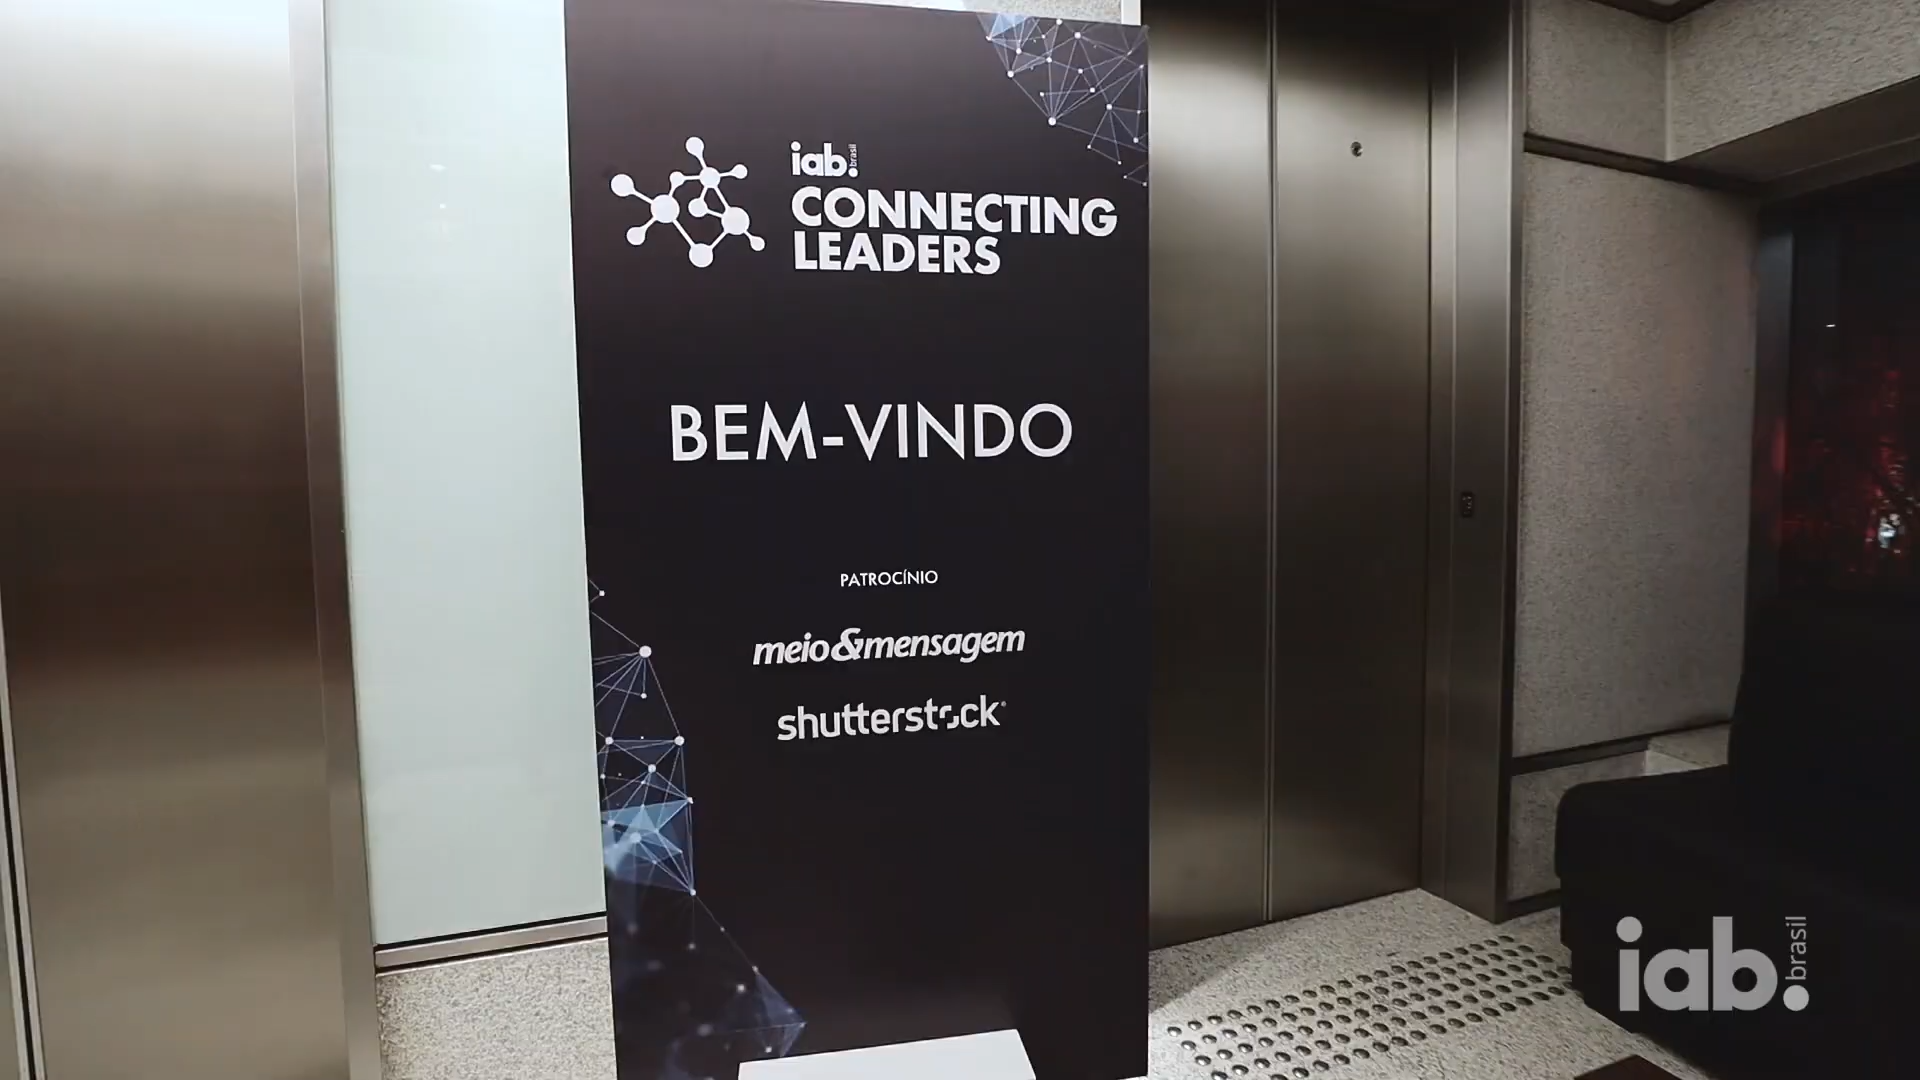 iab.brasil
CONNECTING
LEADERS
BEM-VINDO
PATROCÍNIO
meio&mensagem
shutterstock®
iab.brasil